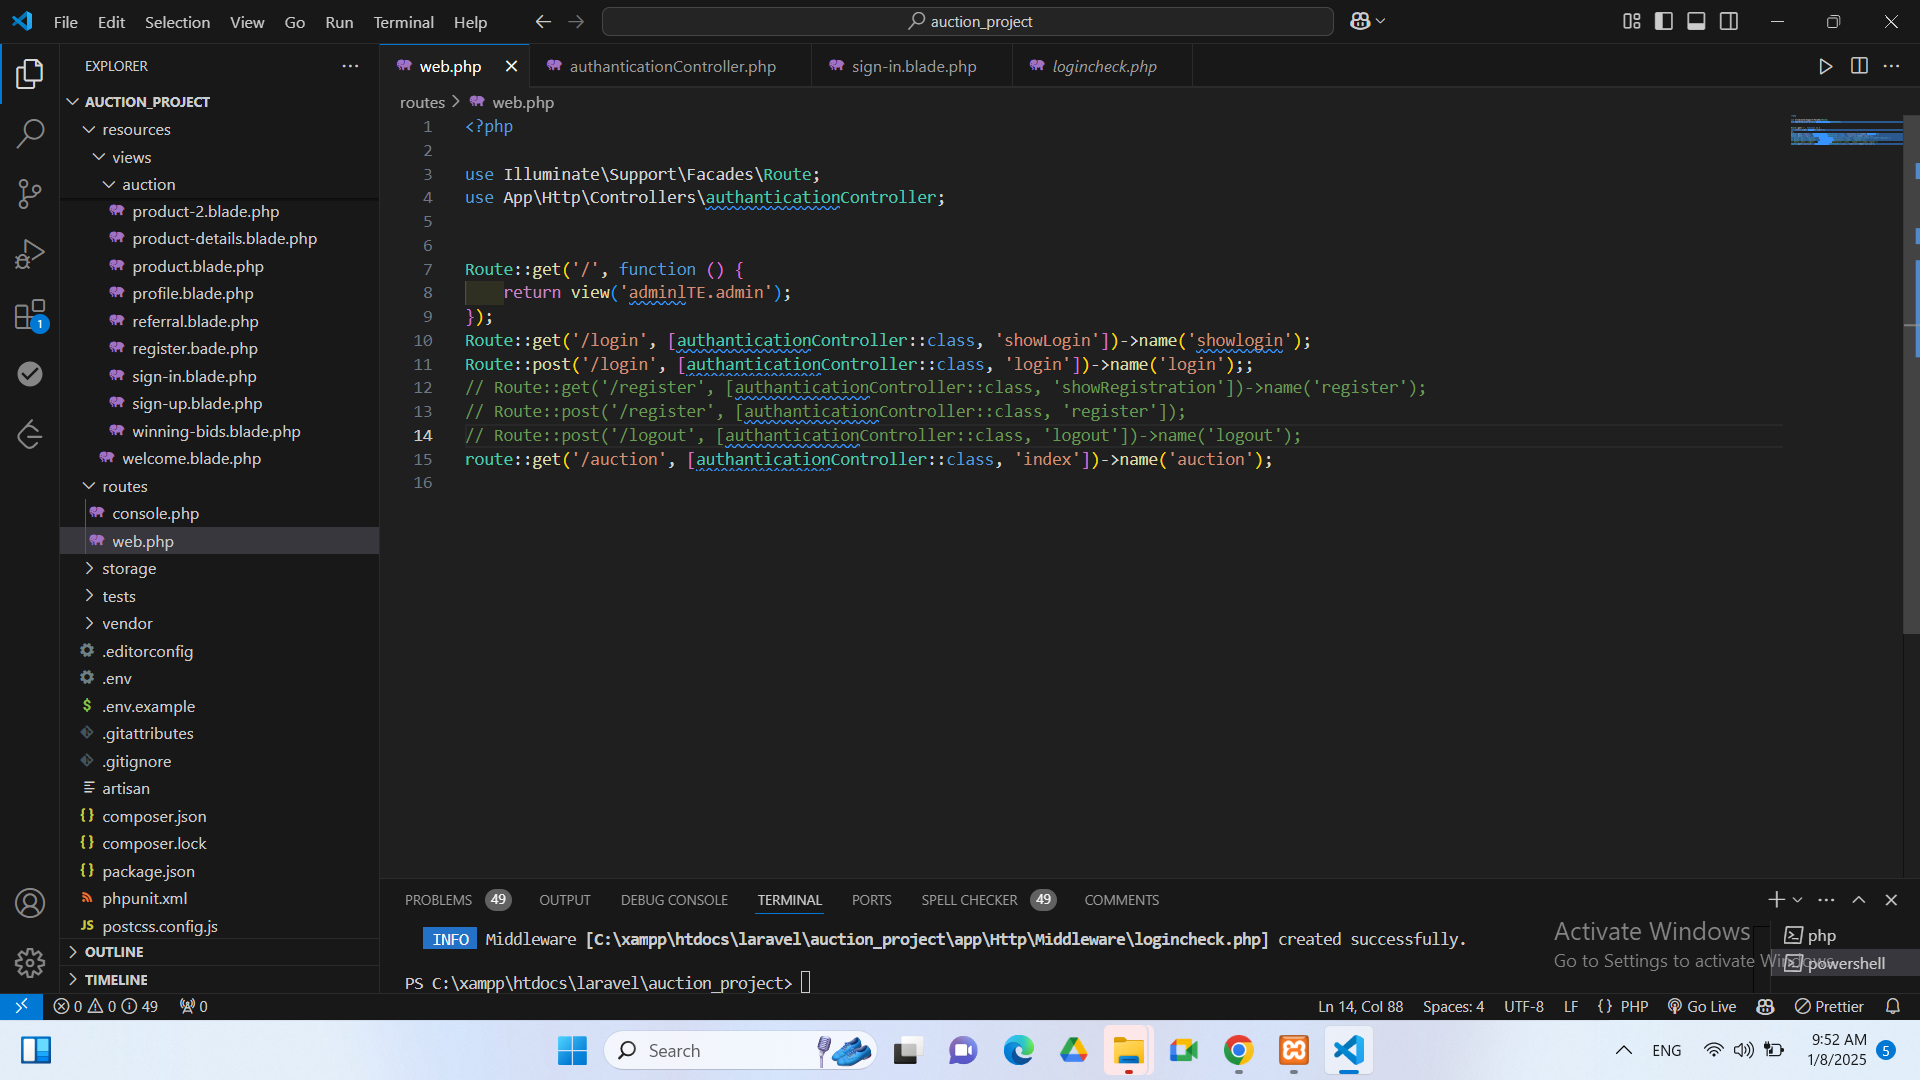 File Edit Selection View Go Run Terminal Help
auction_project
EXPLORER
AUCTION_PROJECT
resources
views
auction
product-2.blade.php
product-details.blade.php
product.blade.php
profile.blade.php
referral.blade.php
register.bade.php
sign-in.blade.php
sign-up.blade.php
winning-bids.blade.php
welcome.blade.php
routes
console.php
web.php
storage
tests
vendor
.editorconfig
.env
$ .env.example
.gitattributes
.gitignore
artisan
{} composer.json
{} composer.lock
{} package.json
phpunit.xml
JS postcss.config.js
OUTLINE
TIMELINE
1
web.php authanticationController.php sign-in.blade.php logincheck.php
routes > web.php
1 <?php
2
3 use Illuminate\Support\Facades\Route;
4 use App\Http\Controllers\authanticationController;
5
6
7 Route::get('/', function () {
8     return view('adminlTE.admin');
9 });
10 Route::get('/login', [authanticationController::class, 'showLogin'])->name('showlogin');
11 Route::post('/login', [authanticationController::class, 'login'])->name('login');;
12 // Route::get('/register', [authanticationController::class, 'showRegistration'])->name('register');
13 // Route::post('/register', [authanticationController::class, 'register']);
14 // Route::post('/logout', [authanticationController::class, 'logout'])->name('logout');
15 route::get('/auction', [authanticationController::class, 'index'])->name('auction');
16
PROBLEMS 49 OUTPUT DEBUG CONSOLE TERMINAL PORTS SPELL CHECKER 49 COMMENTS
INFO Middleware [C:\xampp\htdocs\laravel\auction_project\app\Http\Middleware\logincheck.php] created successfully.
PS C:\xampp\htdocs\laravel\auction_project>
php
powershell
Activate Windows
Go to Settings to activate Windows.
0 0 49 0
Ln 14, Col 88 Spaces: 4 UTF-8 LF {} PHP Go Live Prettier
Search
ENG
9:52 AM
1/8/2025
5